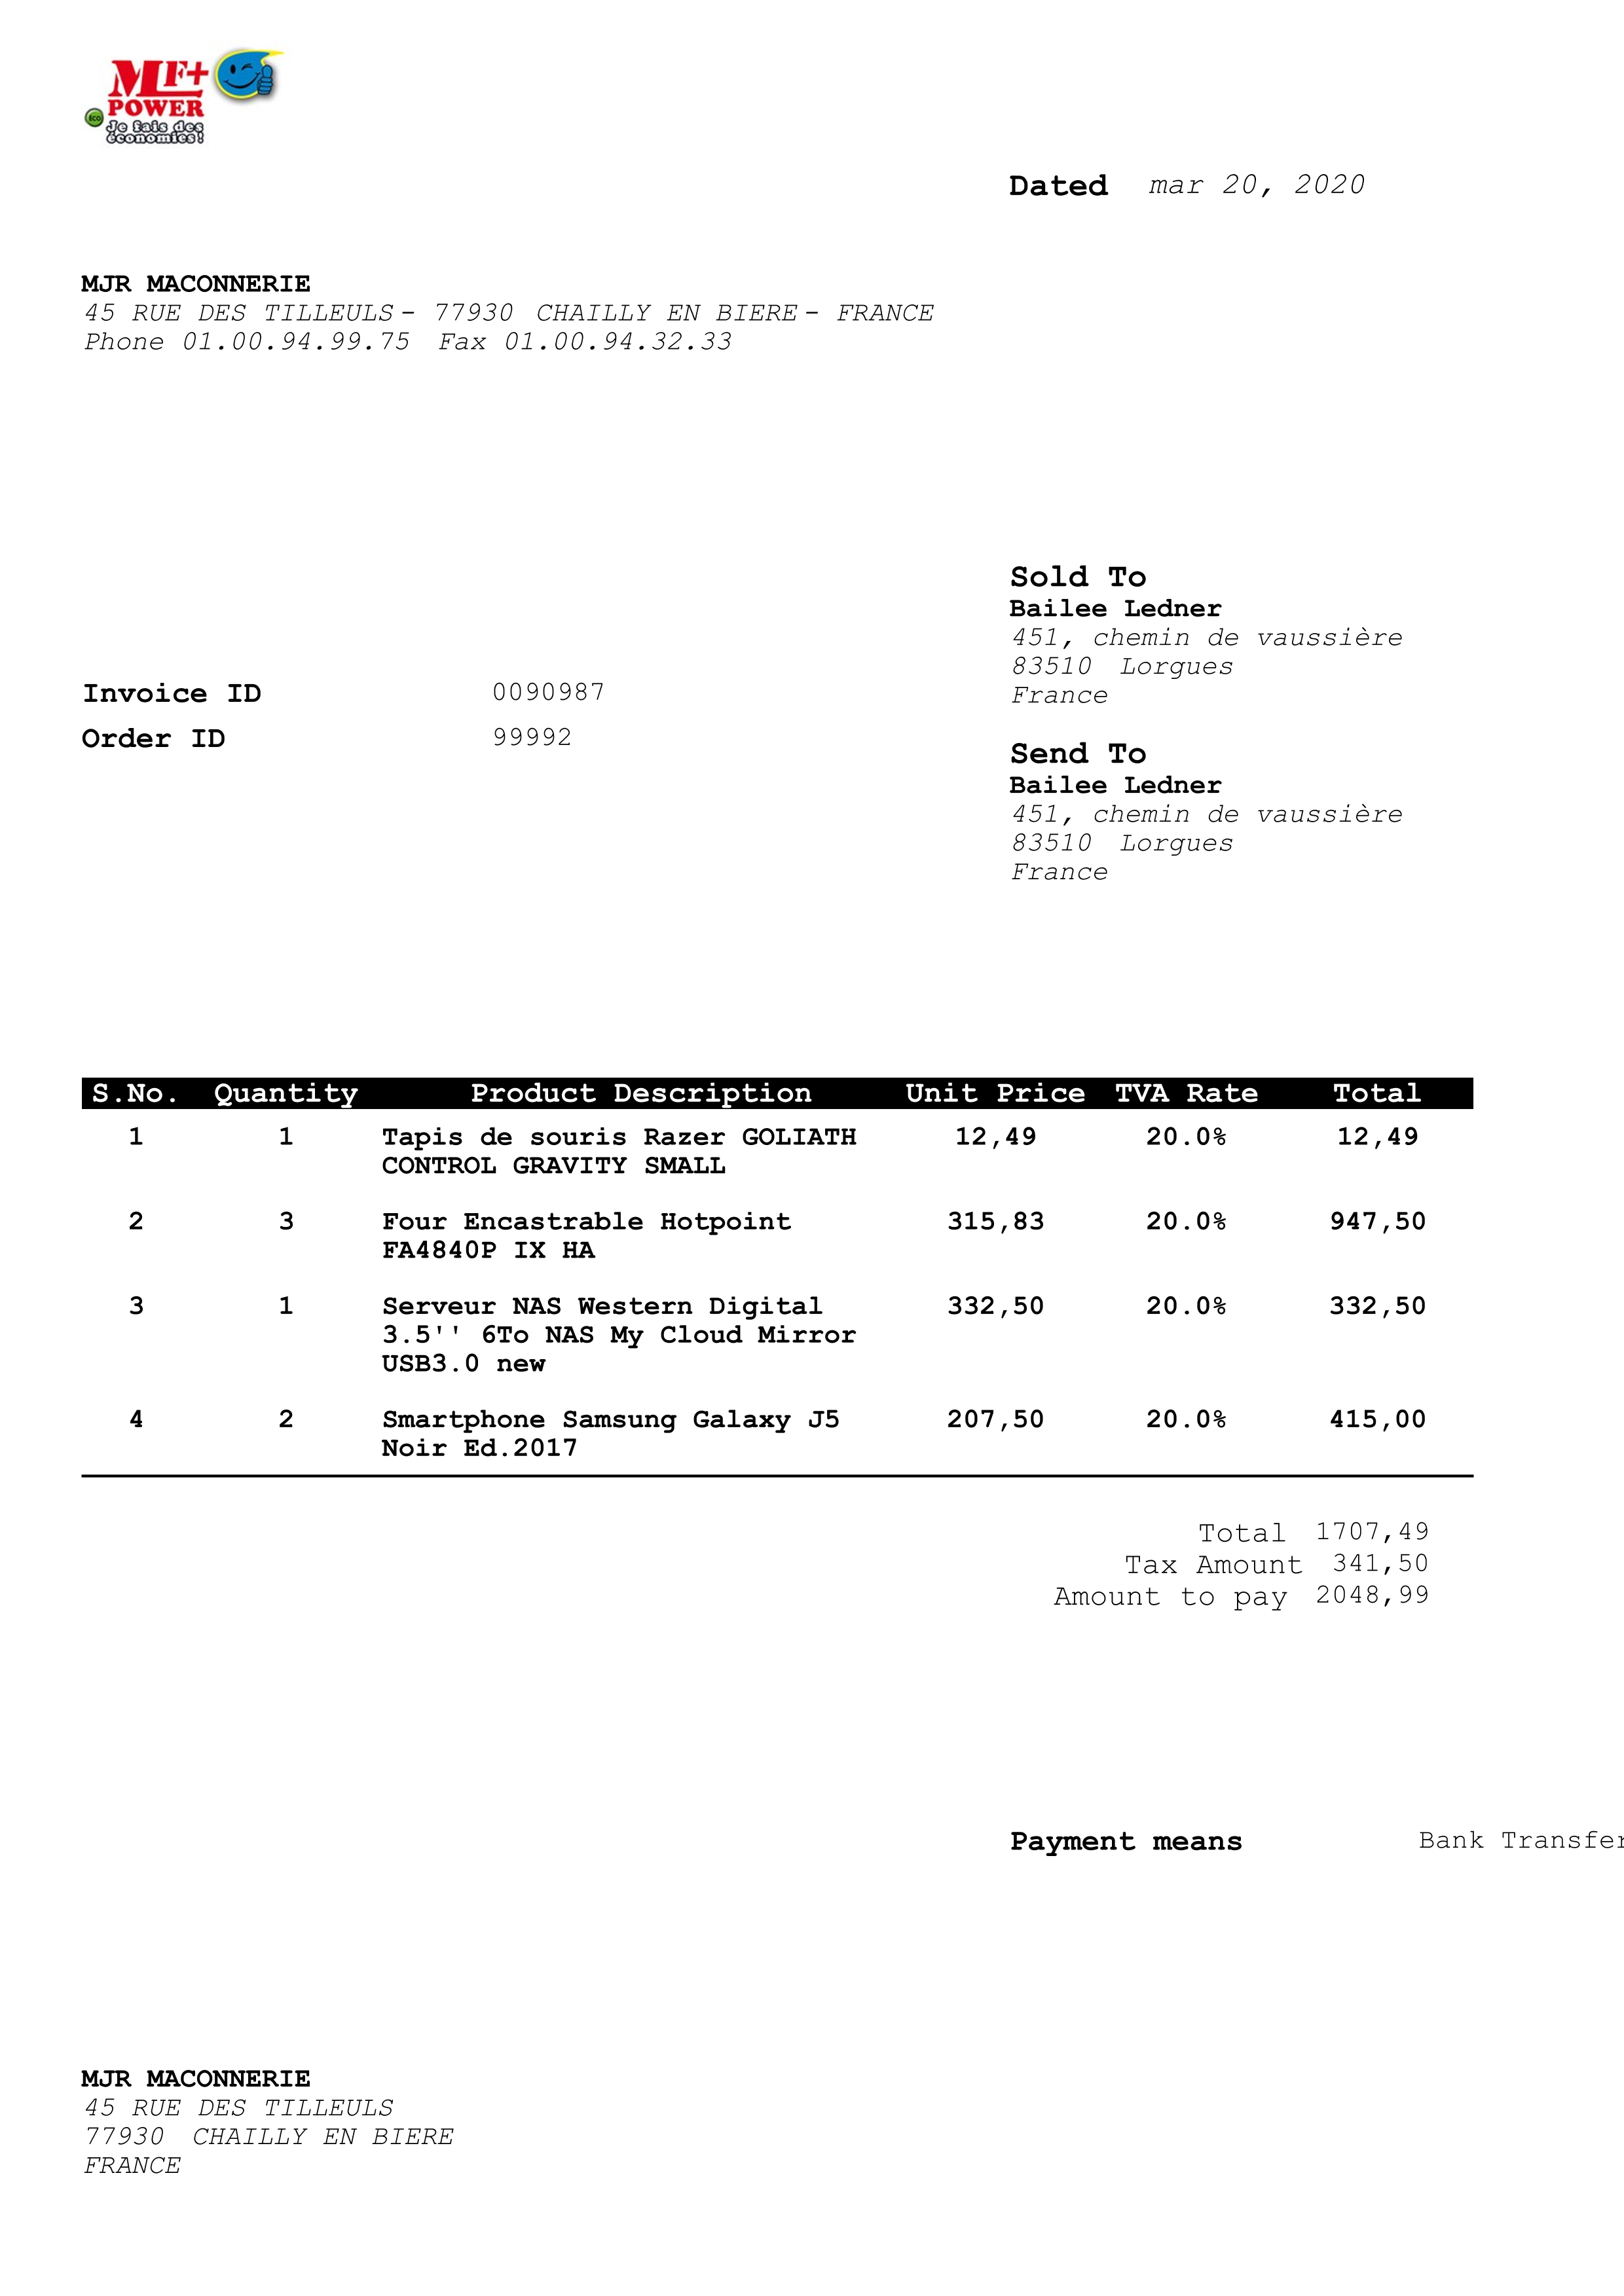 MF+
POWER
Eco
Je fais des
économies!
Dated mar 20, 2020
MJR MACONNERIE
45 RUE DES TILLEULS - 77930 CHAILLY EN BIERE - FRANCE
Phone 01.00.94.99.75 Fax 01.00.94.32.33
Sold To
Bailee Ledner
451, chemin de vaussière
83510 Lorgues
France
Invoice ID 0090987
Order ID 99992
Send To
Bailee Ledner
451, chemin de vaussière
83510 Lorgues
France
S.No. Quantity Product Description Unit Price TVA Rate Total
1 1 Tapis de souris Razer GOLIATH 12,49 20.0% 12,49
CONTROL GRAVITY SMALL
2 3 Four Encastrable Hotpoint 315,83 20.0% 947,50
FA4840P IX HA
3 1 Serveur NAS Western Digital 332,50 20.0% 332,50
3.5'' 6To NAS My Cloud Mirror
USB3.0 new
4 2 Smartphone Samsung Galaxy J5 207,50 20.0% 415,00
Noir Ed.2017
Total 1707,49
Tax Amount 341,50
Amount to pay 2048,99
Payment means Bank Transfer
MJR MACONNERIE
45 RUE DES TILLEULS
77930 CHAILLY EN BIERE
FRANCE